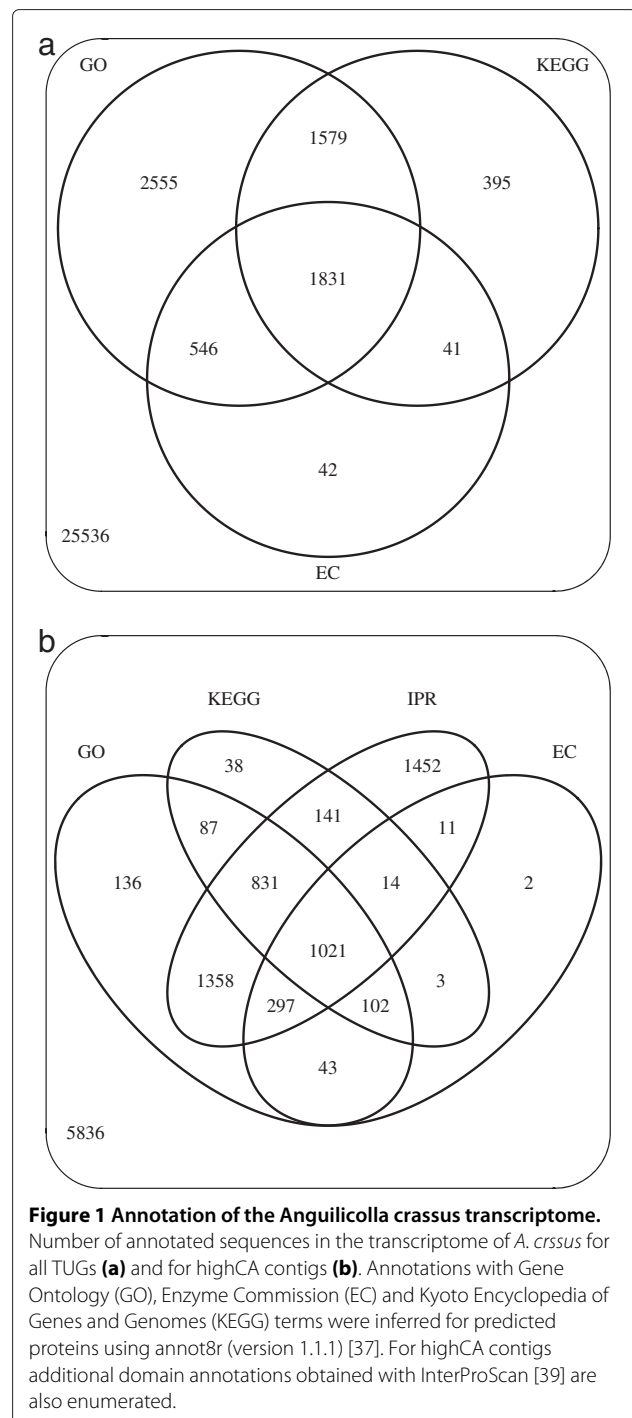 a
GO
KEGG
1579
2555
395
1831
546
41
42
25536
EC
b
KEGG
IPR
GO
EC
38
1452
87
141
11
136
831
14
2
1021
1358
3
297
102
43
5836
Figure 1 Annotation of the Anguilicolla crassus transcriptome.
Number of annotated sequences in the transcriptome of A. crssus for
all TUGs (a) and for highCA contigs (b). Annotations with Gene
Ontology (GO), Enzyme Commission (EC) and Kyoto Encyclopedia of
Genes and Genomes (KEGG) terms were inferred for predicted
proteins using annot8r (version 1.1.1) [37]. For highCA contigs
additional domain annotations obtained with InterProScan [39] are
also enumerated.